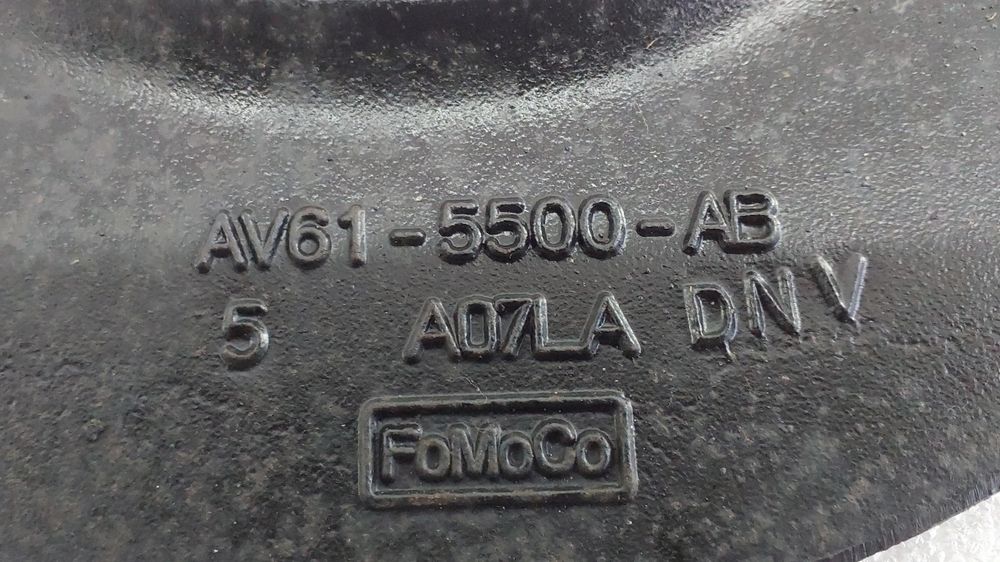 AV61-5500-AB
5 A07LA DNV
FoMoCo